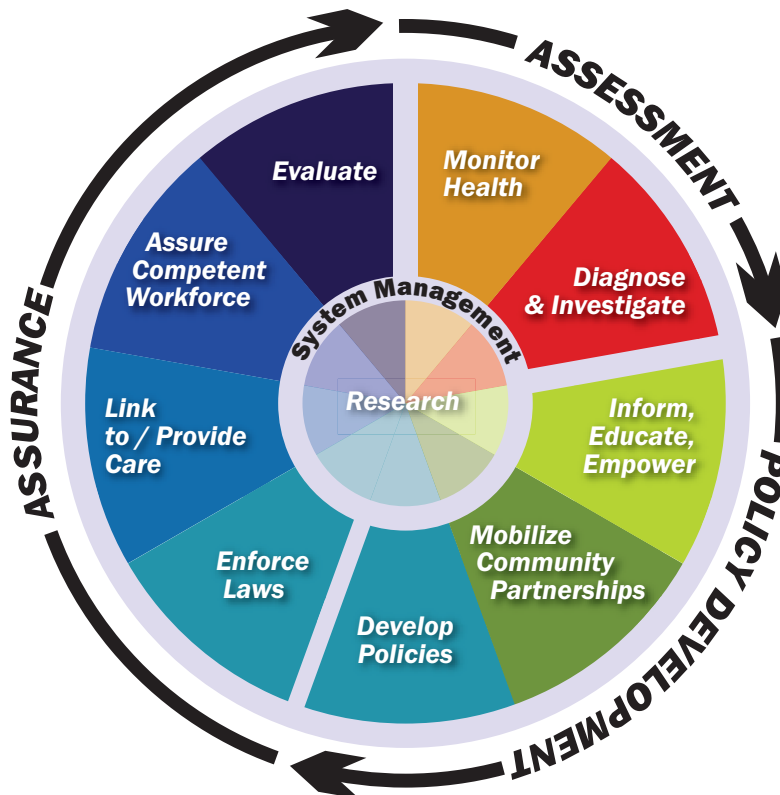 ASSESSMENT
Monitor
Health
Diagnose
& Investigate
POLICY DEVELOPMENT
Inform,
Educate,
Empower
Mobilize
Community
Partnerships
Develop
Policies
ASSURANCE
Enforce
Laws
Link
to / Provide
Care
Assure
Competent
Workforce
Evaluate
System Management
Research